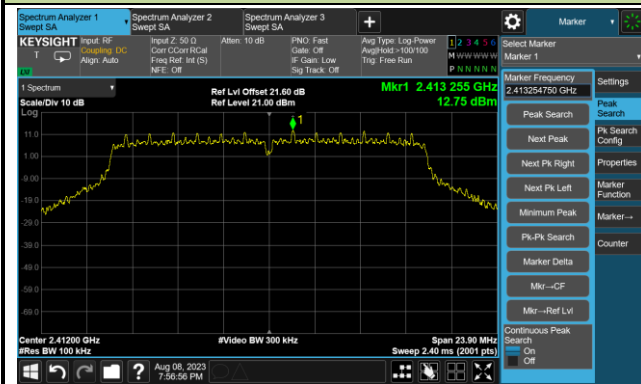 Spectrum Analyzer 1
Swept SA
Spectrum Analyzer 2
Swept SA
Spectrum Analyzer 3
Swept SA
Marker
KEYSIGHT
Input: RF
Coupling: DC
Align: Auto
Input Z: 50 Ω
Corr CCorr RCal
Freq Ref: Int (S)
NFE: Off
Atten: 10 dB
PNO: Fast
Gate: Off
IF Gain: Low
Sig Track: Off
Avg Type: Log-Power
Avg|Hold:>100/100
Trig: Free Run
1 2 3 4 5 6
M W W W W W
P N N N N N
T
LW
Select Marker
Marker 1
1 Spectrum
Scale/Div 10 dB
Ref Lvl Offset 21.60 dB
Ref Level 21.00 dBm
Mkr1 2.413 255 GHz
12.75 dBm
Log
11.0
1.00
-9.00
-19.0
-29.0
-39.0
-49.0
-59.0
-69.0
1
Center 2.41200 GHz
#Res BW 100 kHz
#Video BW 300 kHz
Span 23.90 MHz
Sweep 2.40 ms (2001 pts)
Marker Frequency
2.413254750 GHz
Peak Search
Next Peak
Next Pk Right
Next Pk Left
Minimum Peak
Pk-Pk Search
Marker Delta
Mkr→CF
Mkr→Ref Lvl
Continuous Peak
Search
On
Off
Settings
Peak
Search
Pk Search
Config
Properties
Marker
Function
Marker→
Counter
?
Aug 08, 2023
7:56:56 PM